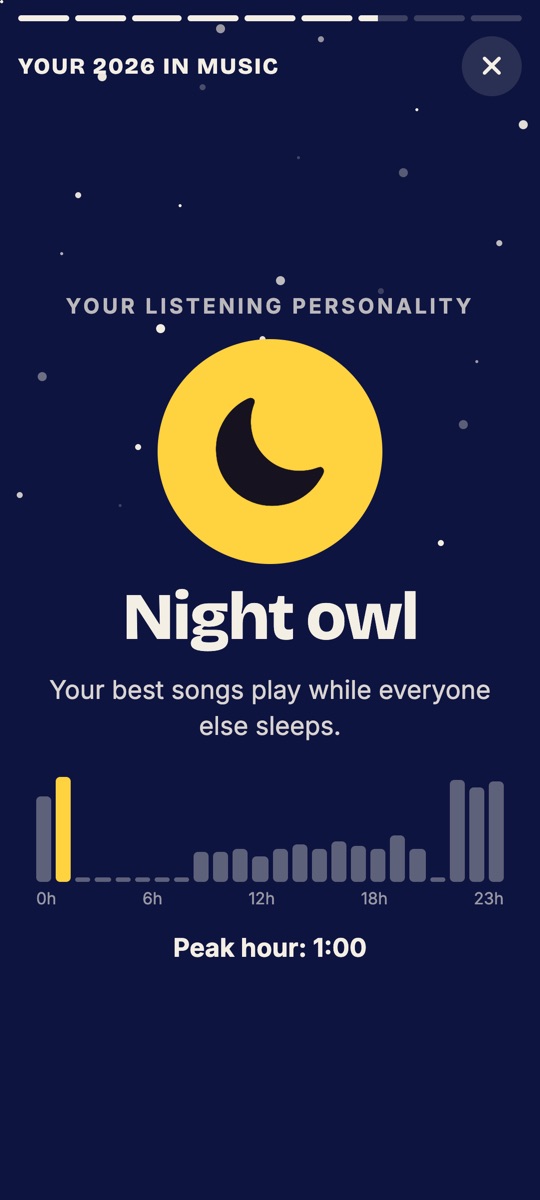 YOUR 2026 IN MUSIC
YOUR LISTENING PERSONALITY
Night owl
Your best songs play while everyone
else sleeps.
0h 6h 12h 18h 23h
Peak hour: 1:00